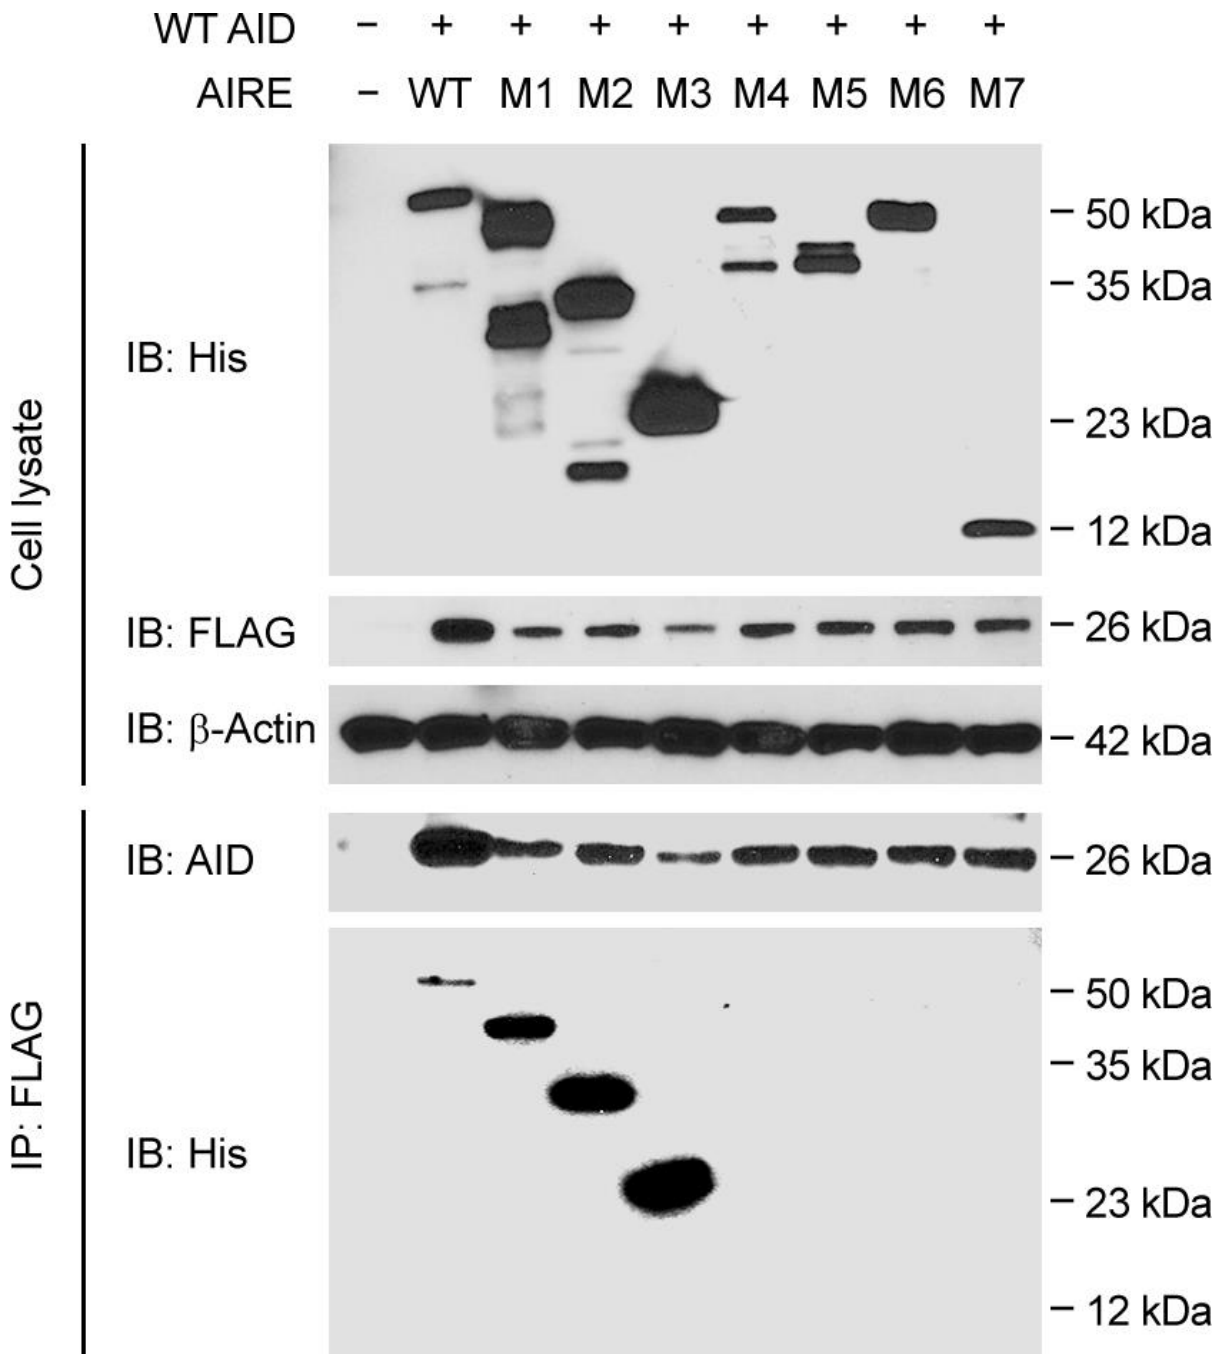 WT AID − + + + + + + + +
AIRE − WT M1 M2 M3 M4 M5 M6 M7
Cell lysate
IB: His
− 50 kDa
− 35 kDa
− 23 kDa
− 12 kDa
IB: FLAG
− 26 kDa
IB: β-Actin
− 42 kDa
IP: FLAG
IB: AID
− 26 kDa
IB: His
− 50 kDa
− 35 kDa
− 23 kDa
− 12 kDa